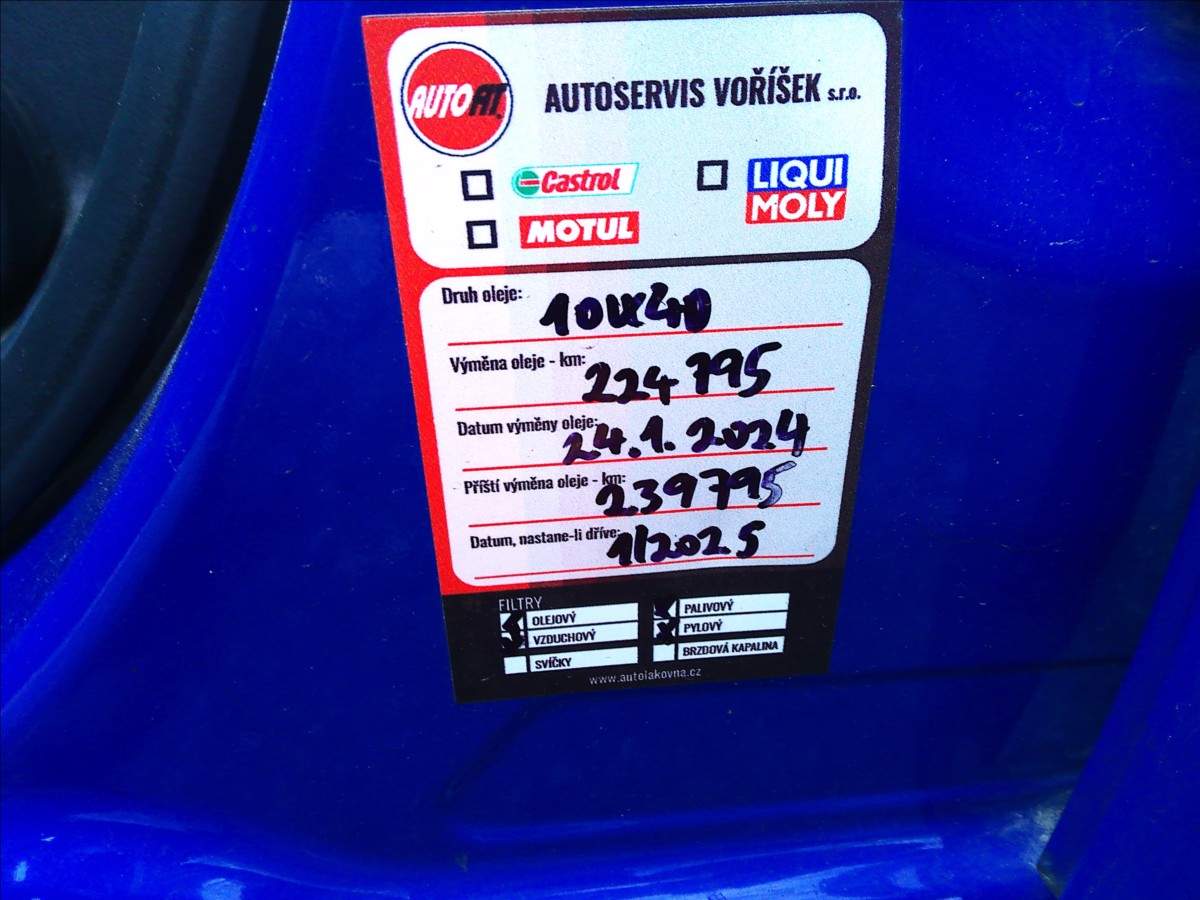 AUTO AT
AUTOSERVIS VOŘÍŠEK s.r.o.
Castrol
LIQUI MOLY
MOTUL
Druh oleje: 10W40
Výměna oleje - km: 224 795
Datum výměny oleje: 24.1.2024
Příští výměna oleje - km: 239795
Datum, nastane-li dříve: 1/2025
FILTRY
OLEJOVÝ PALIVOVÝ
VZDUCHOVÝ PYLOVÝ
SVÍČKY BRZDOVÁ KAPALINA
www.autolakovna.cz